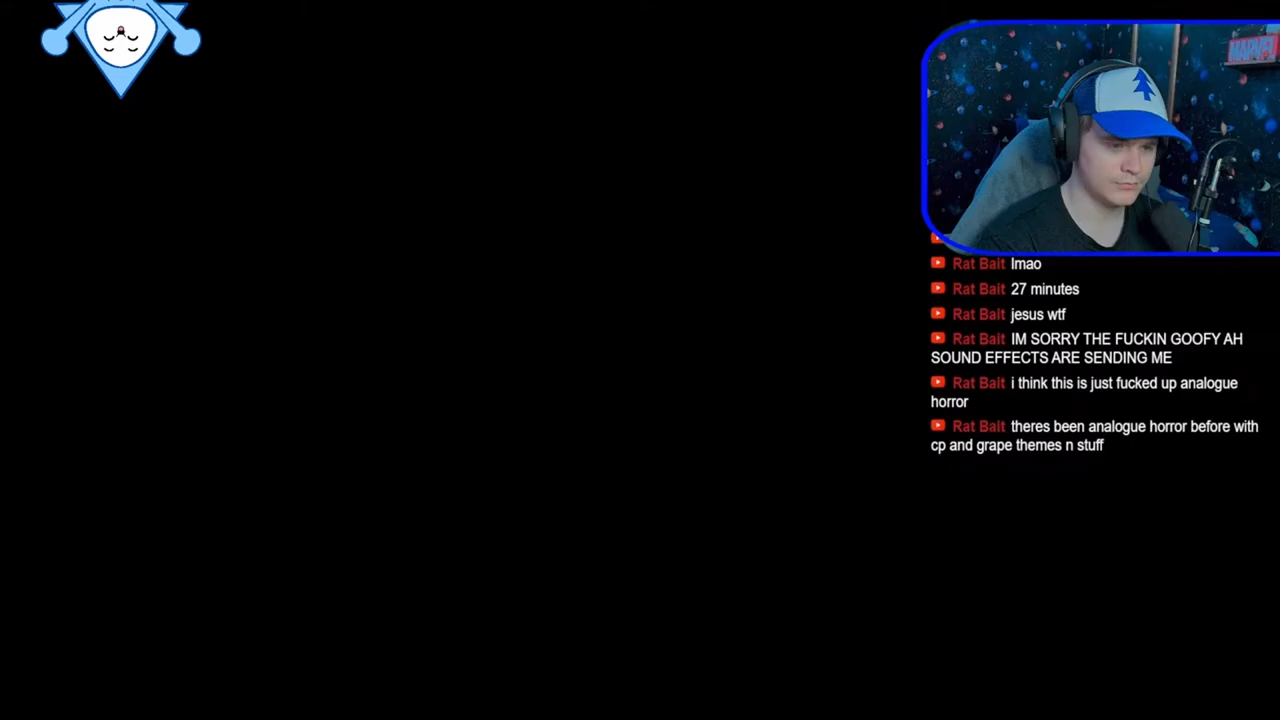 MARVEL
Rat Bait lmao
Rat Bait 27 minutes
Rat Bait jesus wtf
Rat Bait IM SORRY THE FUCKIN GOOFY AH
SOUND EFFECTS ARE SENDING ME
Rat Bait i think this is just fucked up analogue
horror
Rat Bait theres been analogue horror before with
cp and grape themes n stuff